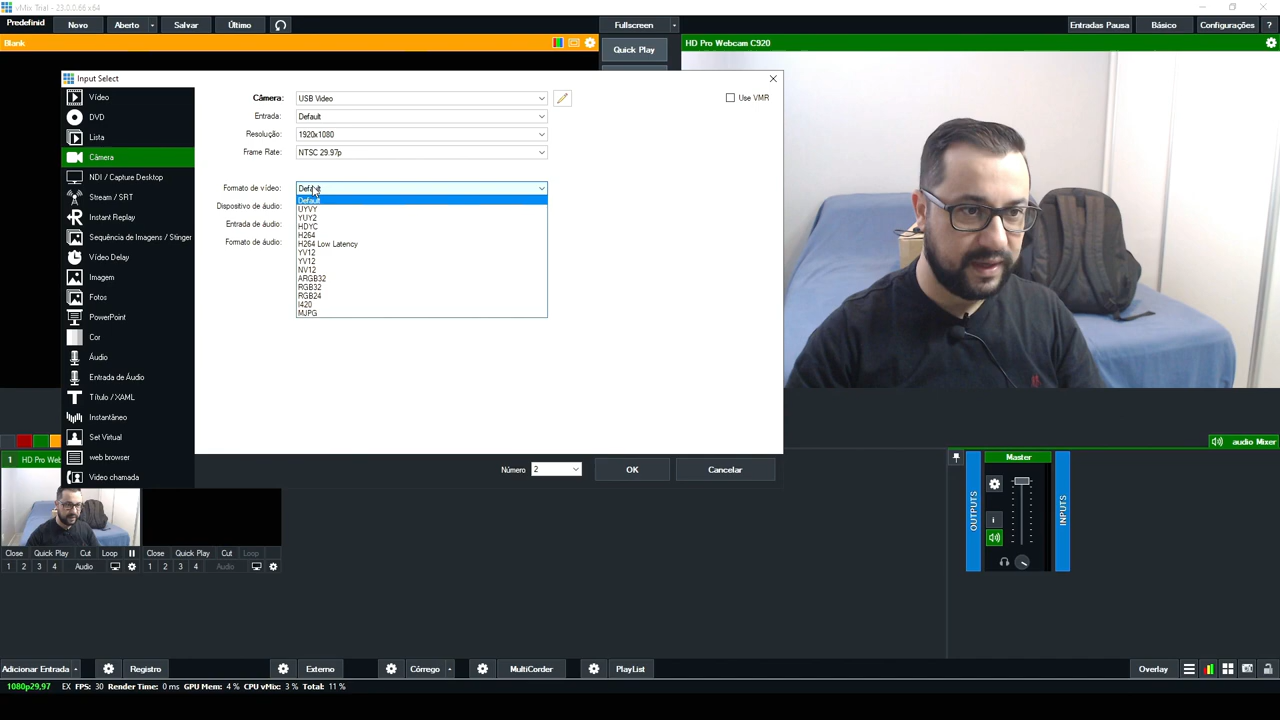 vMix Trial - 23.0.0.66 x64
Predefinid
Novo
Aberto
Salvar
Último
Fullscreen
Entradas Pausa
Básico
Configurações
?
Blank
Quick Play
HD Pro Webcam C920
Input Select
Vídeo
DVD
Lista
Câmera
NDI / Capture Desktop
Stream / SRT
Instant Replay
Sequência de Imagens / Stinger
Vídeo Delay
Imagem
Fotos
PowerPoint
Cor
Áudio
Entrada de Áudio
Título / XAML
Instantâneo
Set Virtual
web browser
Video chamada
Câmera: USB Video
Use VMR
Entrada: Default
Resolução: 1920x1080
Frame Rate: NTSC 29.97p
Formato de vídeo: Default
Dispositivo de áudio:
Entrada de áudio:
Formato de áudio:
Default
UYVY
YUY2
HDYC
H264
H264 Low Latency
YV12
YV12
NV12
ARGB32
RGB32
RGB24
I420
MJPG
Número 2
OK
Cancelar
1 HD Pro Web
Close Quick Play Cut Loop
1 2 3 4 Audio
Close Quick Play Cut Loop
1 2 3 4 Audio
audio Mixer
Master
OUTPUTS
INPUTS
i
Adicionar Entrada
Registro
Externo
Córrego
MultiCorder
PlayList
Overlay
1080p29,97 EX FPS: 30 Render Time: 0 ms GPU Mem: 4 % CPU vMix: 3 % Total: 11 %